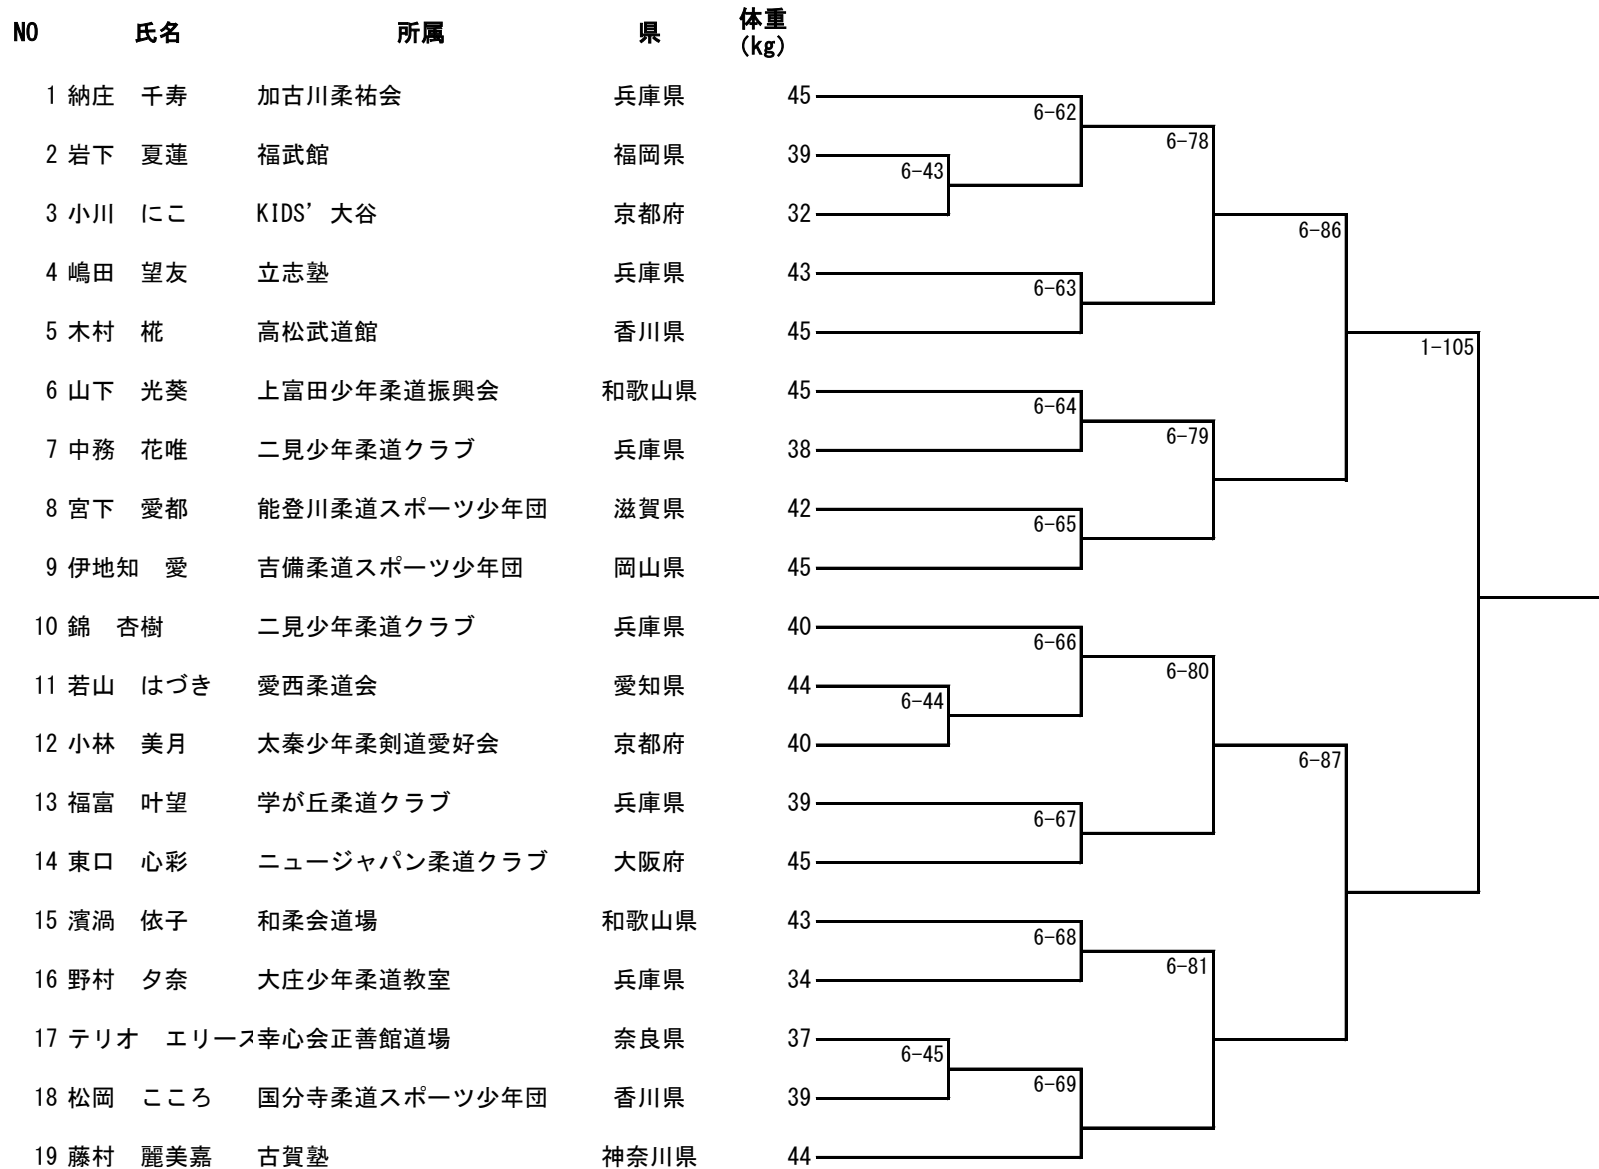 NO 氏名 所属 県 体重(kg)
1 納庄 千寿 加古川柔祐会 兵庫県 45
6-62
6-78
2 岩下 夏蓮 福武館 福岡県 39
6-43
3 小川 にこ KIDS’大谷 京都府 32
6-86
4 嶋田 望友 立志塾 兵庫県 43
6-63
5 木村 椛 高松武道館 香川県 45
1-105
6 山下 光葵 上富田少年柔道振興会 和歌山県 45
6-64
6-79
7 中務 花唯 二見少年柔道クラブ 兵庫県 38
8 宮下 愛都 能登川柔道スポーツ少年団 滋賀県 42
6-65
9 伊地知 愛 吉備柔道スポーツ少年団 岡山県 45
10 錦 杏樹 二見少年柔道クラブ 兵庫県 40
6-66
6-80
11 若山 はづき 愛西柔道会 愛知県 44
6-44
12 小林 美月 太秦少年柔剣道愛好会 京都府 40
6-87
13 福富 叶望 学が丘柔道クラブ 兵庫県 39
6-67
14 東口 心彩 ニュージャパン柔道クラブ 大阪府 45
15 濱渦 依子 和柔会道場 和歌山県 43
6-68
6-81
16 野村 夕奈 大庄少年柔道教室 兵庫県 34
17 テリオ エリース 幸心会正善館道場 奈良県 37
6-45
6-69
18 松岡 こころ 国分寺柔道スポーツ少年団 香川県 39
19 藤村 麗美嘉 古賀塾 神奈川県 44